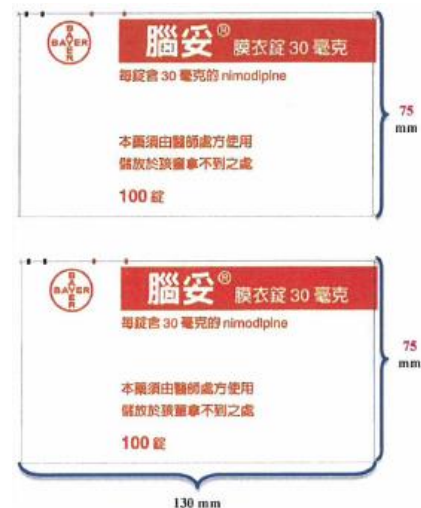 BAYER
BAYER
腦妥® 膜衣錠 30 毫克
每錠含 30 毫克的 nimodipine
本藥須由醫師處方使用
儲放於孩童拿不到之處
100 錠
75
mm
BAYER
BAYER
腦妥® 膜衣錠 30 毫克
每錠含 30 毫克的 nimodipine
本藥須由醫師處方使用
儲放於孩童拿不到之處
100 錠
75
mm
130 mm